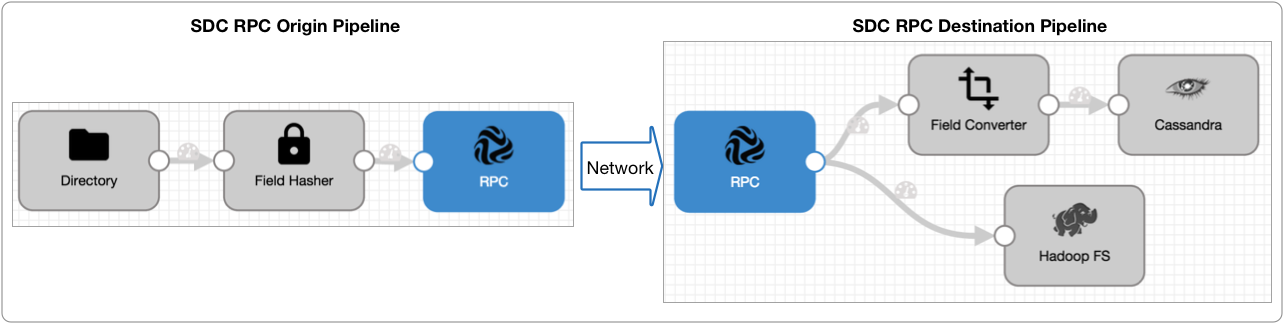 SDC RPC Origin Pipeline
SDC RPC Destination Pipeline
Directory
Field Hasher
RPC
Network
RPC
Field Converter
Cassandra
Hadoop FS